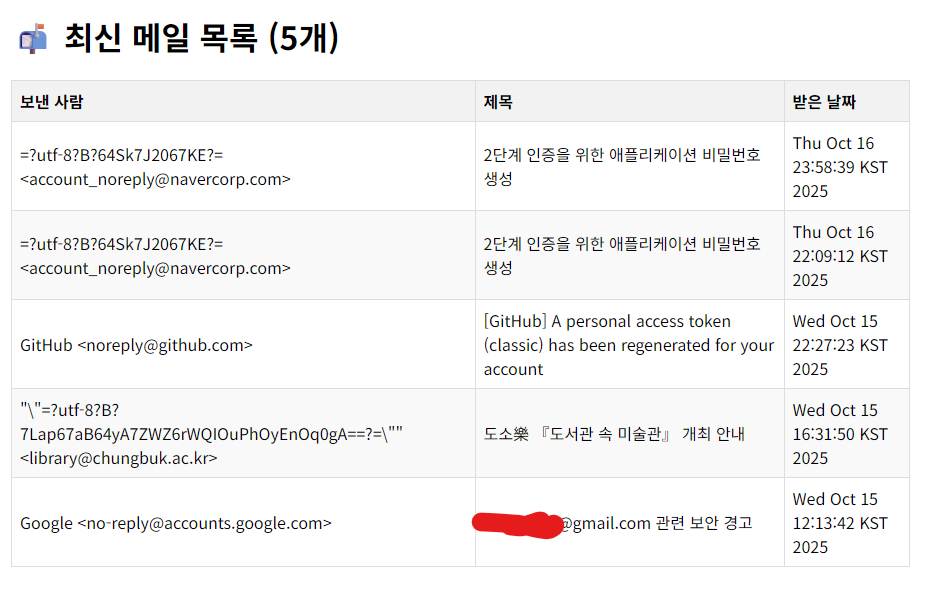 최신 메일 목록 (5개)
보낸 사람 제목 받은 날짜
=?utf-8?B?64Sk7J2067KE?=
<account_noreply@navercorp.com>
2단계 인증을 위한 애플리케이션 비밀번호
생성
Thu Oct 16
23:58:39 KST
2025
=?utf-8?B?64Sk7J2067KE?=
<account_noreply@navercorp.com>
2단계 인증을 위한 애플리케이션 비밀번호
생성
Thu Oct 16
22:09:12 KST
2025
GitHub <noreply@github.com>
[GitHub] A personal access token
(classic) has been regenerated for your
account
Wed Oct 15
22:27:23 KST
2025
"\"=?utf-8?B?
7Lap67aB64yA7ZWZ6rWQIOuPhOyEnOq0gA==?=\""
<library@chungbuk.ac.kr>
도소樂 『도서관 속 미술관』 개최 안내
Wed Oct 15
16:31:50 KST
2025
Google <no-reply@accounts.google.com>
@gmail.com 관련 보안 경고
Wed Oct 15
12:13:42 KST
2025